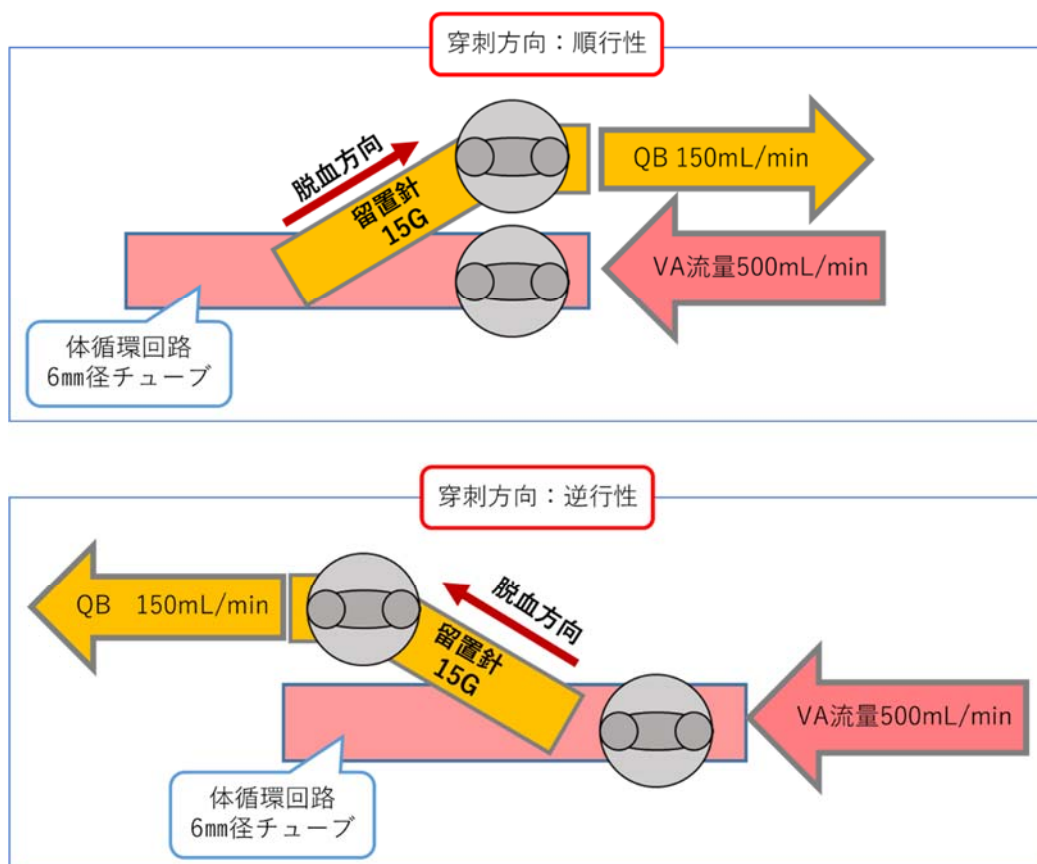 穿刺方向：順行性
脱血方向
留置針
15G
QB 150mL/min
VA流量500mL/min
体循環回路
6㎜径チューブ
穿刺方向：逆行性
QB　150mL/min
脱血方向
留置針
15G
VA流量500mL/min
体循環回路
6㎜径チューブ